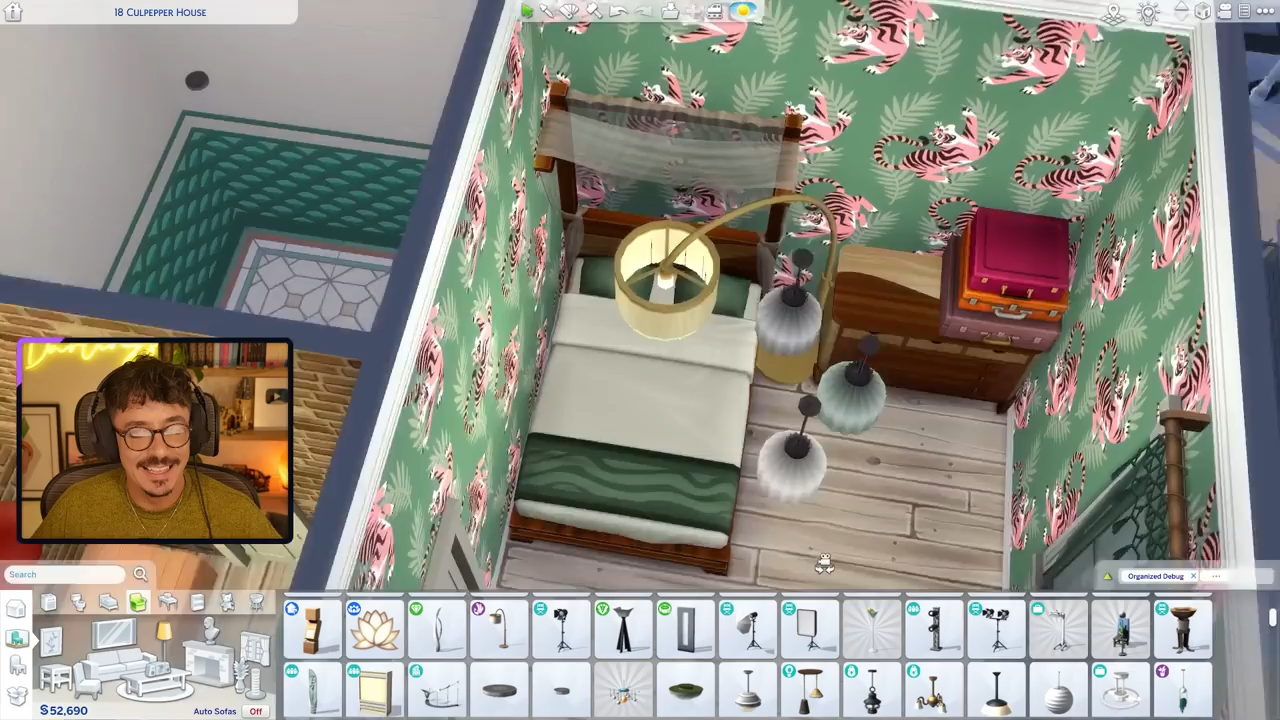 18 CULPEPPER HOUSE
Search
Organized Debug
§52,690
Auto Sofas
Off